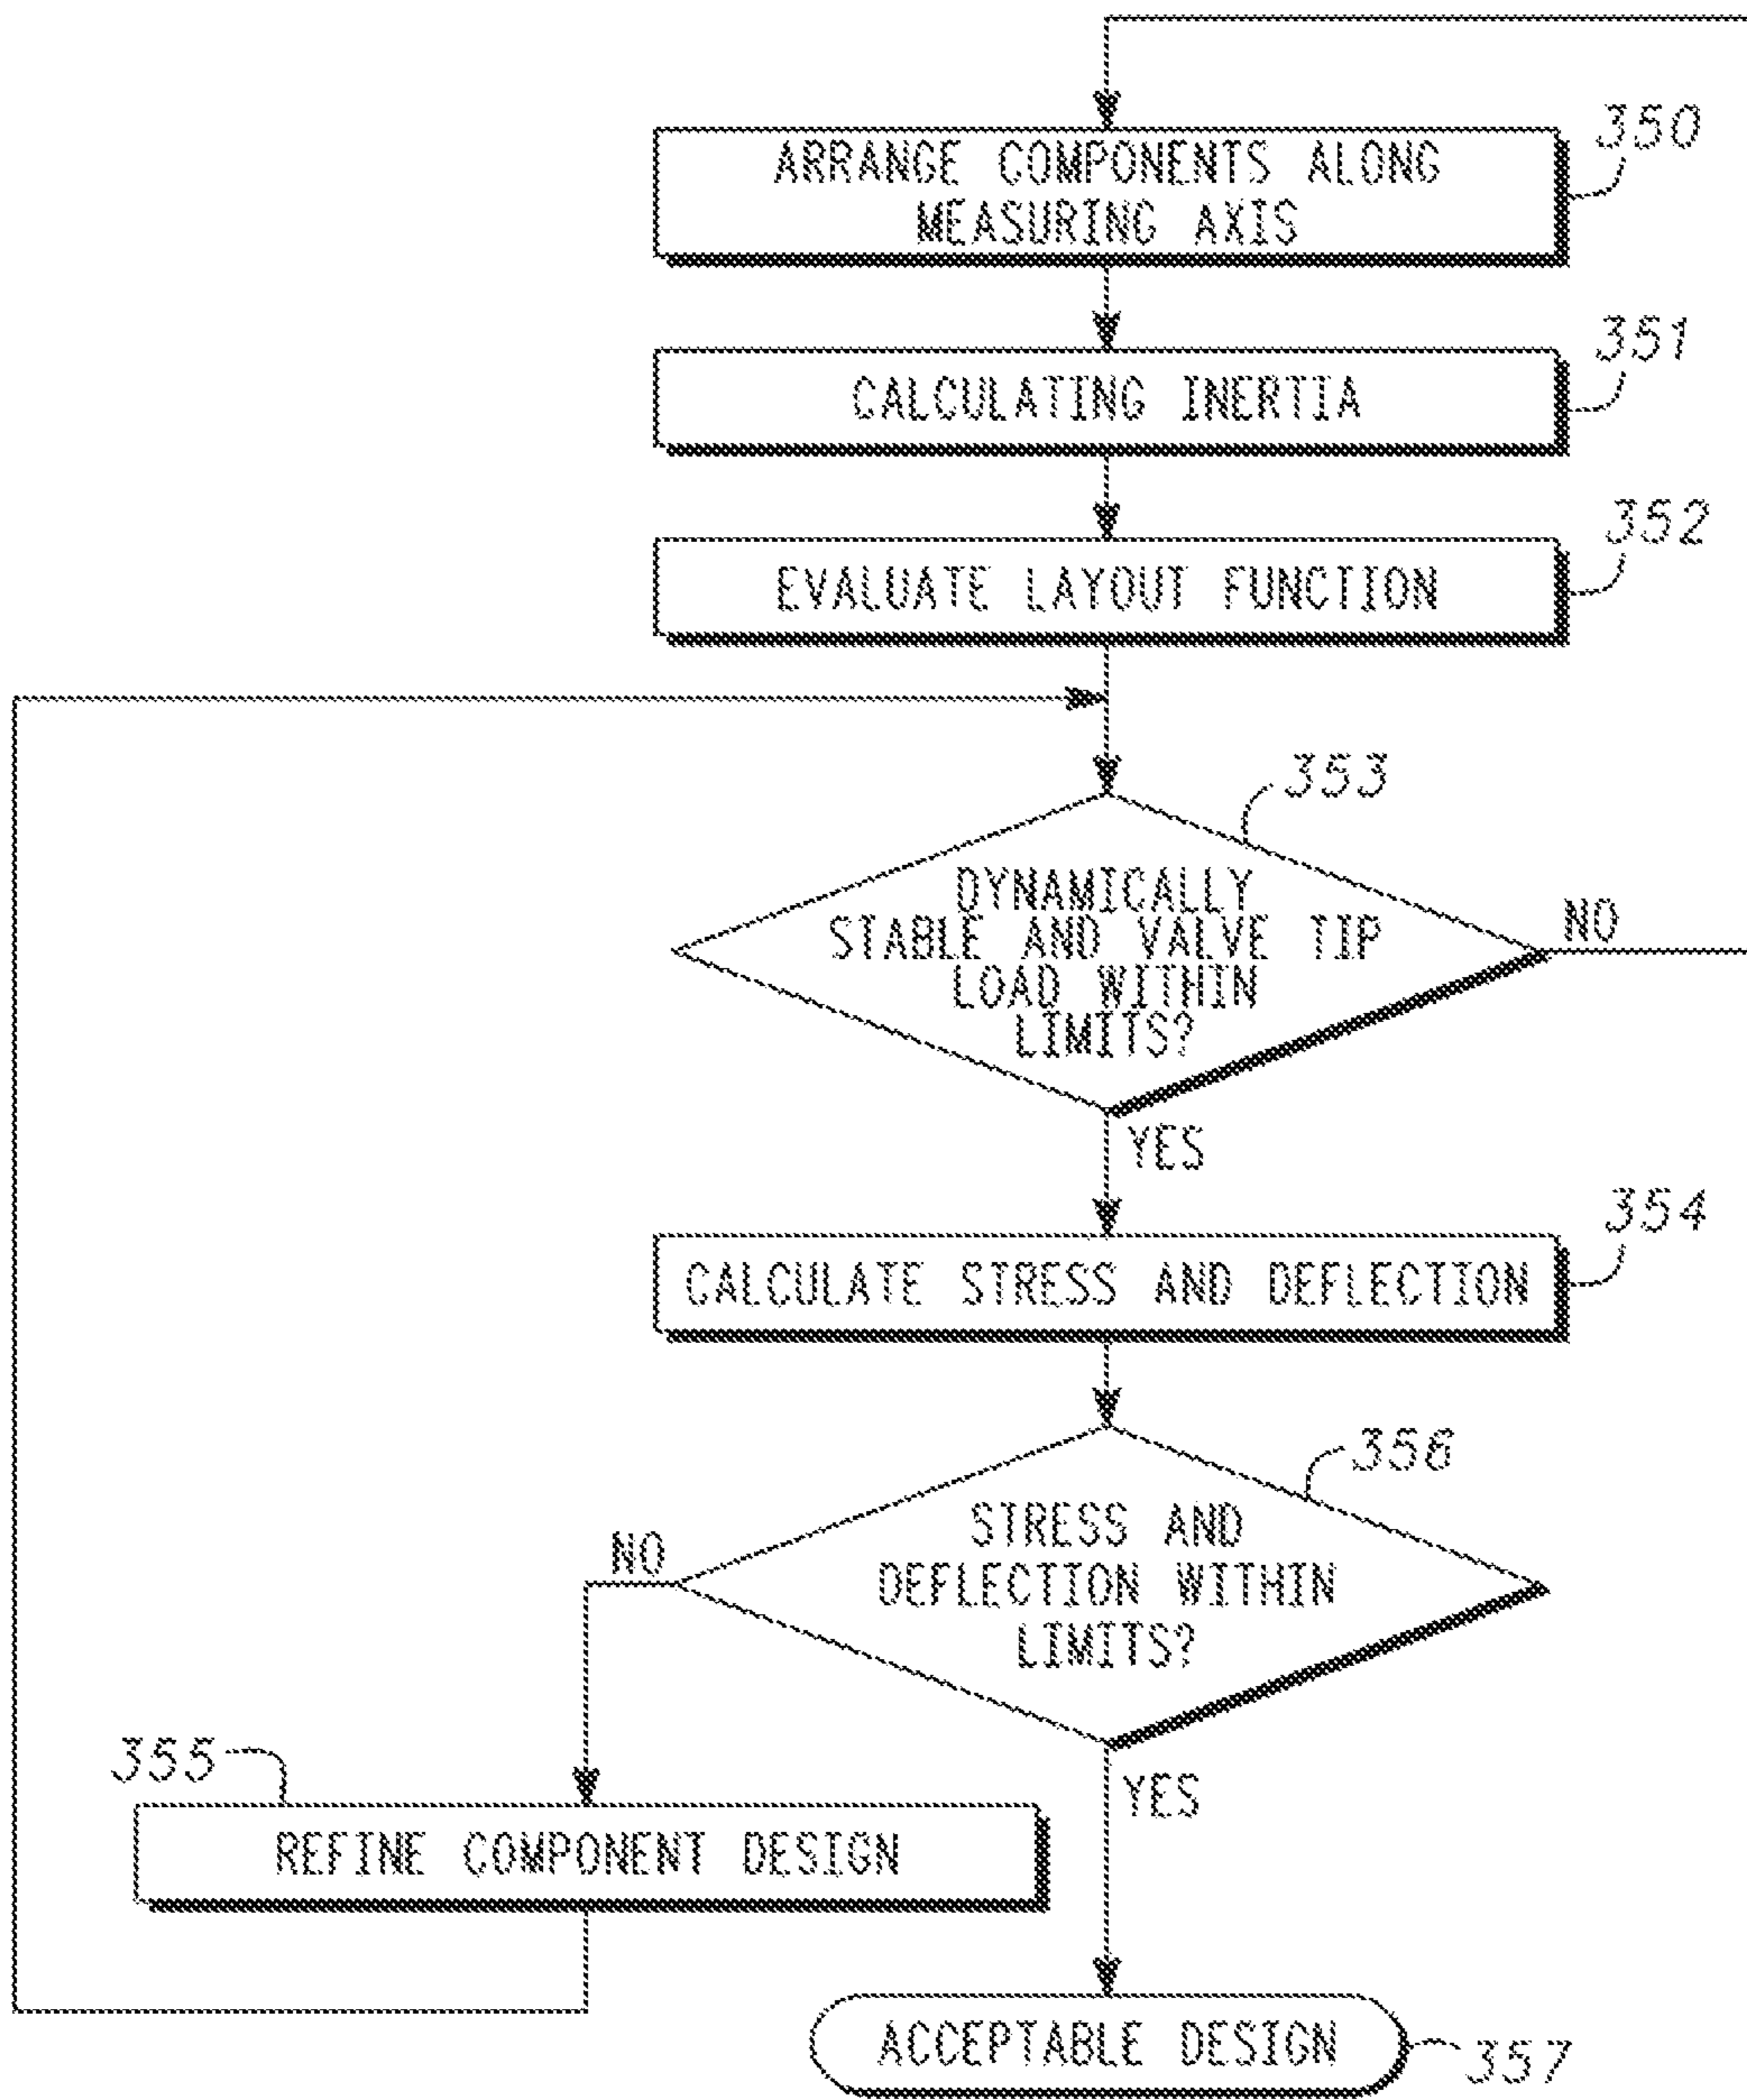 350
ARRANGE COMPONENTS ALONG
MEASURING AXIS
351
CALCULATING INERTIA
352
EVALUATE LAYOUT FUNCTION
353
DYNAMICALLY
STABLE AND VALVE TIP
LOAD WITHIN
LIMITS?
NO
YES
354
CALCULATE STRESS AND DEFLECTION
356
STRESS AND
DEFLECTION WITHIN
LIMITS?
NO
YES
355
REFINE COMPONENT DESIGN
ACCEPTABLE DESIGN
357